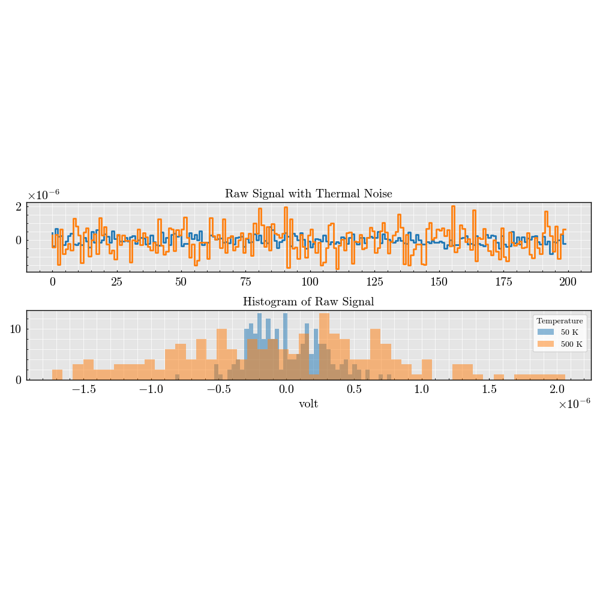 Raw Signal with Thermal Noise
×10⁻⁶
2
0
0 25 50 75 100 125 150 175 200
Histogram of Raw Signal
10
0
Temperature
50 K
500 K
−1.5 −1.0 −0.5 0.0 0.5 1.0 1.5 2.0
volt
×10⁻⁶